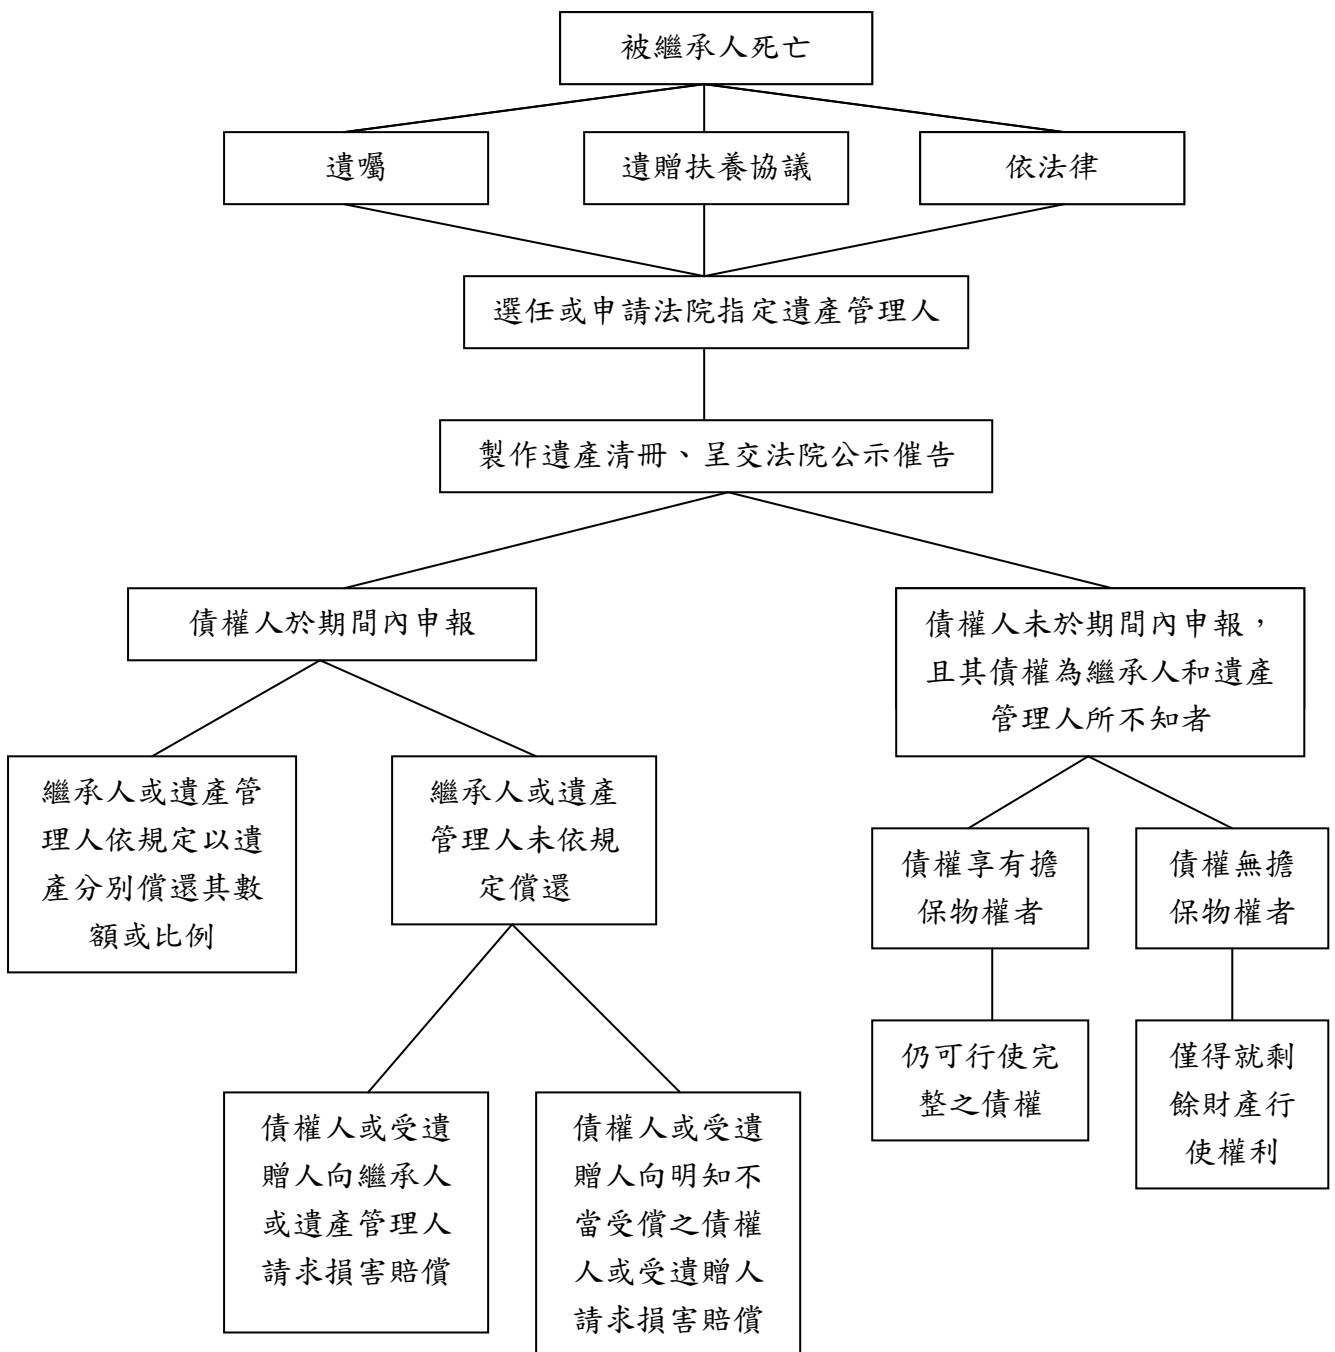 被繼承人死亡
遺囑
遺贈扶養協議
依法律
選任或申請法院指定遺產管理人
製作遺產清冊、呈交法院公示催告
債權人於期間內申報
債權人未於期間內申報，
且其債權為繼承人和遺產
管理人所不知者
繼承人或遺產管
理人依規定以遺
產分別償還其數
額或比例
繼承人或遺產
管理人未依規
定償還
債權享有擔
保物權者
債權無擔
保物權者
債權人或受遺
贈人向繼承人
或遺產管理人
請求損害賠償
債權人或受遺
贈人向明知不
當受償之債權
人或受遺贈人
請求損害賠償
仍可行使完
整之債權
僅得就剩
餘財產行
使權利